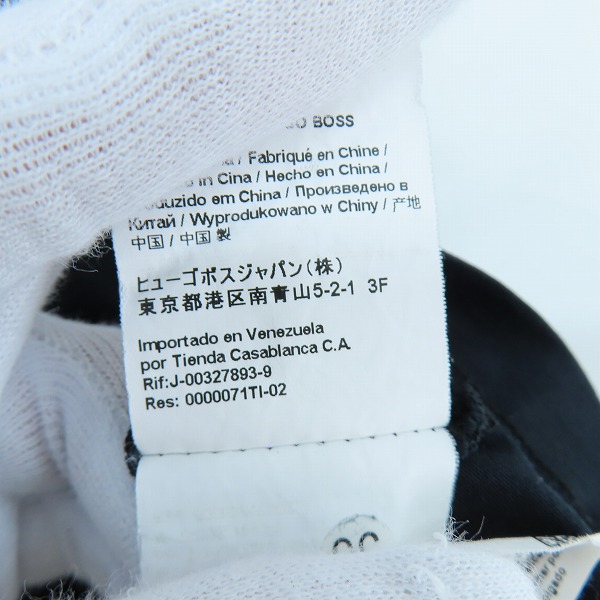 BOSS
/ Fabriqué en Chine /
in Cina / Hecho en China /
en China / Произведено в
Китай / Wyprodukowano w Chiny / 产地
中国 / 中国 製
ヒューゴボスジャパン(株)
東京都港区南青山5-2-1 3F
Importado en Venezuela
por Tienda Casablanca C.A.
Rif:J-00327893-9
Res: 0000071TI-02